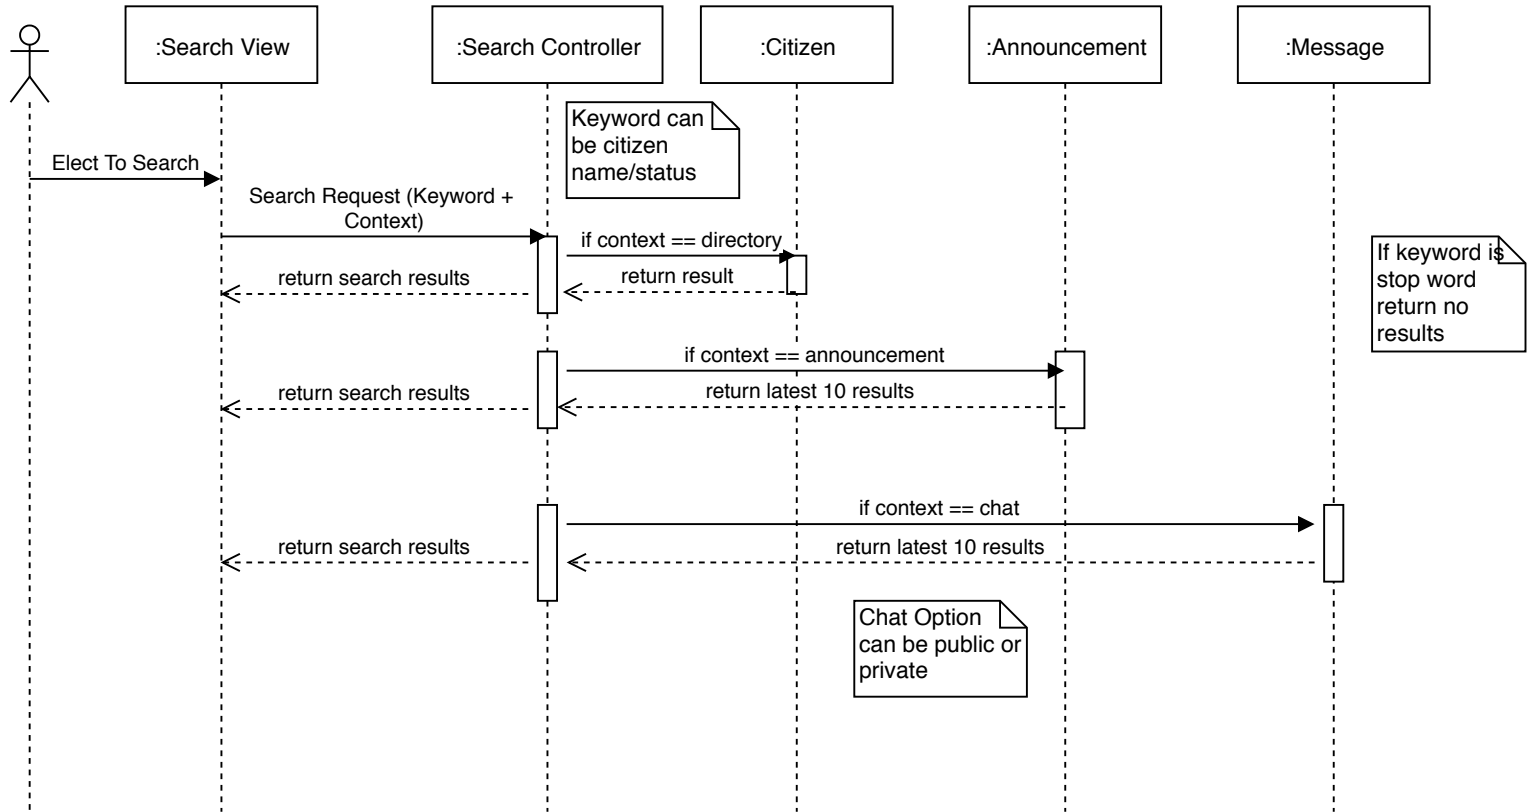 :Search View
:Search Controller
:Citizen
:Announcement
:Message
Keyword can
be citizen
name/status
Elect To Search
Search Request (Keyword +
Context)
if context == directory
return search results
return result
If keyword is
stop word
return no
results
if context == announcement
return search results
return latest 10 results
if context == chat
return search results
return latest 10 results
Chat Option
can be public or
private